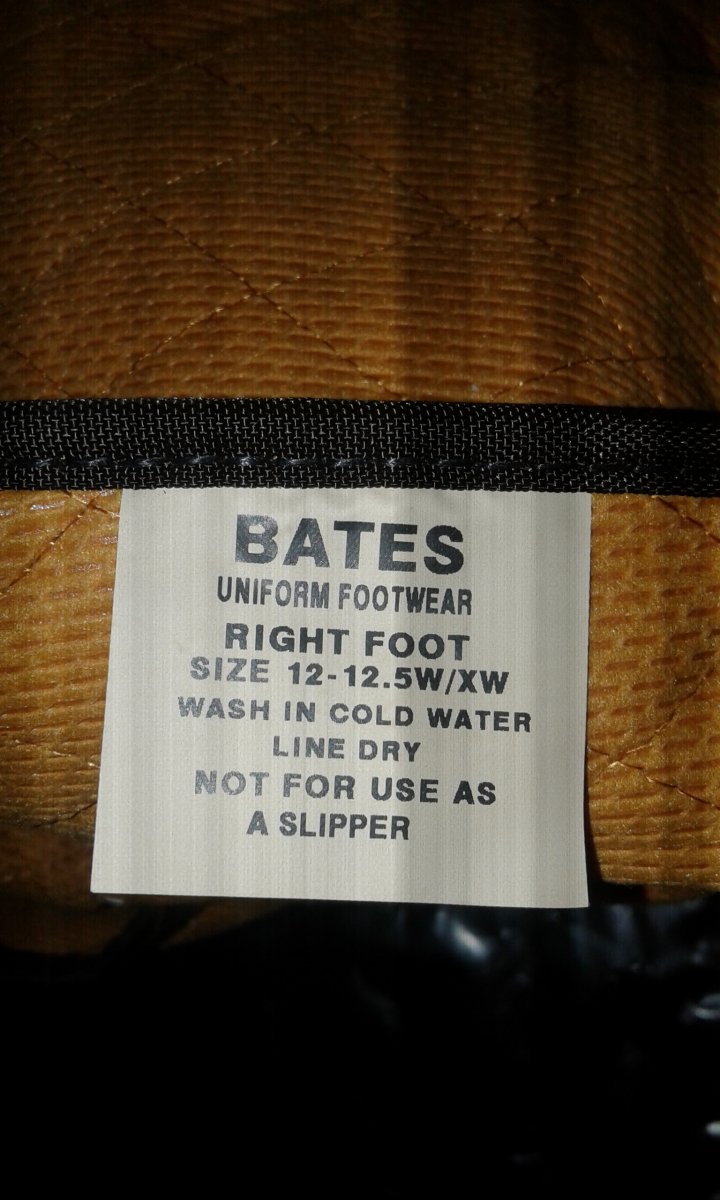 BATES
UNIFORM FOOTWEAR
RIGHT FOOT
SIZE 12-12.5W/XW
WASH IN COLD WATER
LINE DRY
NOT FOR USE AS
A SLIPPER